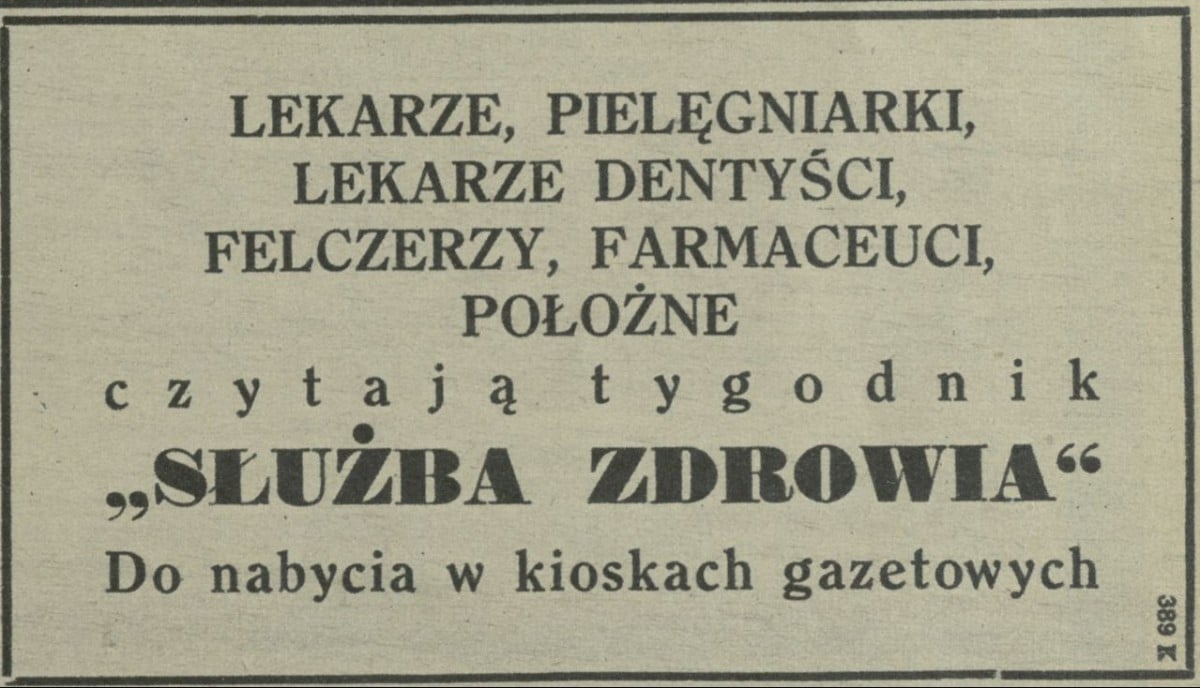 LEKARZE, PIELĘGNIARKI,
LEKARZE DENTYŚCI,
FELCZERZY, FARMACEUCI,
POŁOŻNE
czytają tygodnik
„SŁUŻBA ZDROWIA“
Do nabycia w kioskach gazetowych
389 K